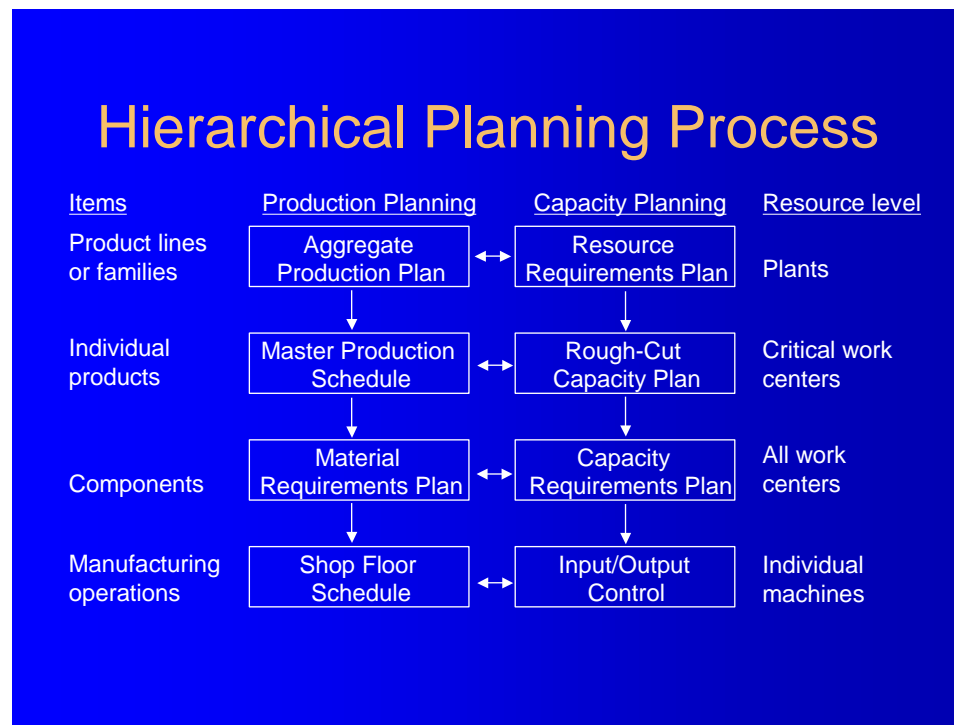 Hierarchical Planning Process
Items
Production Planning
Capacity Planning
Resource level
Product lines
or families
Aggregate
Production Plan
Resource
Requirements Plan
Plants
Individual
products
Master Production
Schedule
Rough-Cut
Capacity Plan
Critical work
centers
Components
Material
Requirements Plan
Capacity
Requirements Plan
All work
centers
Manufacturing
operations
Shop Floor
Schedule
Input/Output
Control
Individual
machines